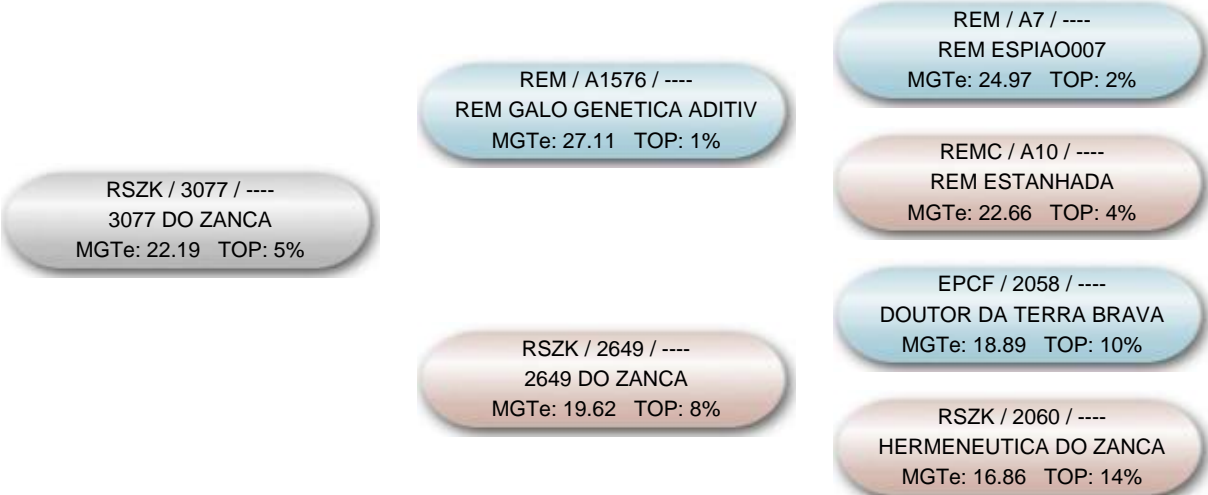 RSZK / 3077 / ----
3077 DO ZANCA
MGTe: 22.19 TOP: 5%
REM / A1576 / ----
REM GALO GENETICA ADITIV
MGTe: 27.11 TOP: 1%
RSZK / 2649 / ----
2649 DO ZANCA
MGTe: 19.62 TOP: 8%
REM / A7 / ----
REM ESPIAO007
MGTe: 24.97 TOP: 2%
REMC / A10 / ----
REM ESTANHADA
MGTe: 22.66 TOP: 4%
EPCF / 2058 / ----
DOUTOR DA TERRA BRAVA
MGTe: 18.89 TOP: 10%
RSZK / 2060 / ----
HERMENEUTICA DO ZANCA
MGTe: 16.86 TOP: 14%